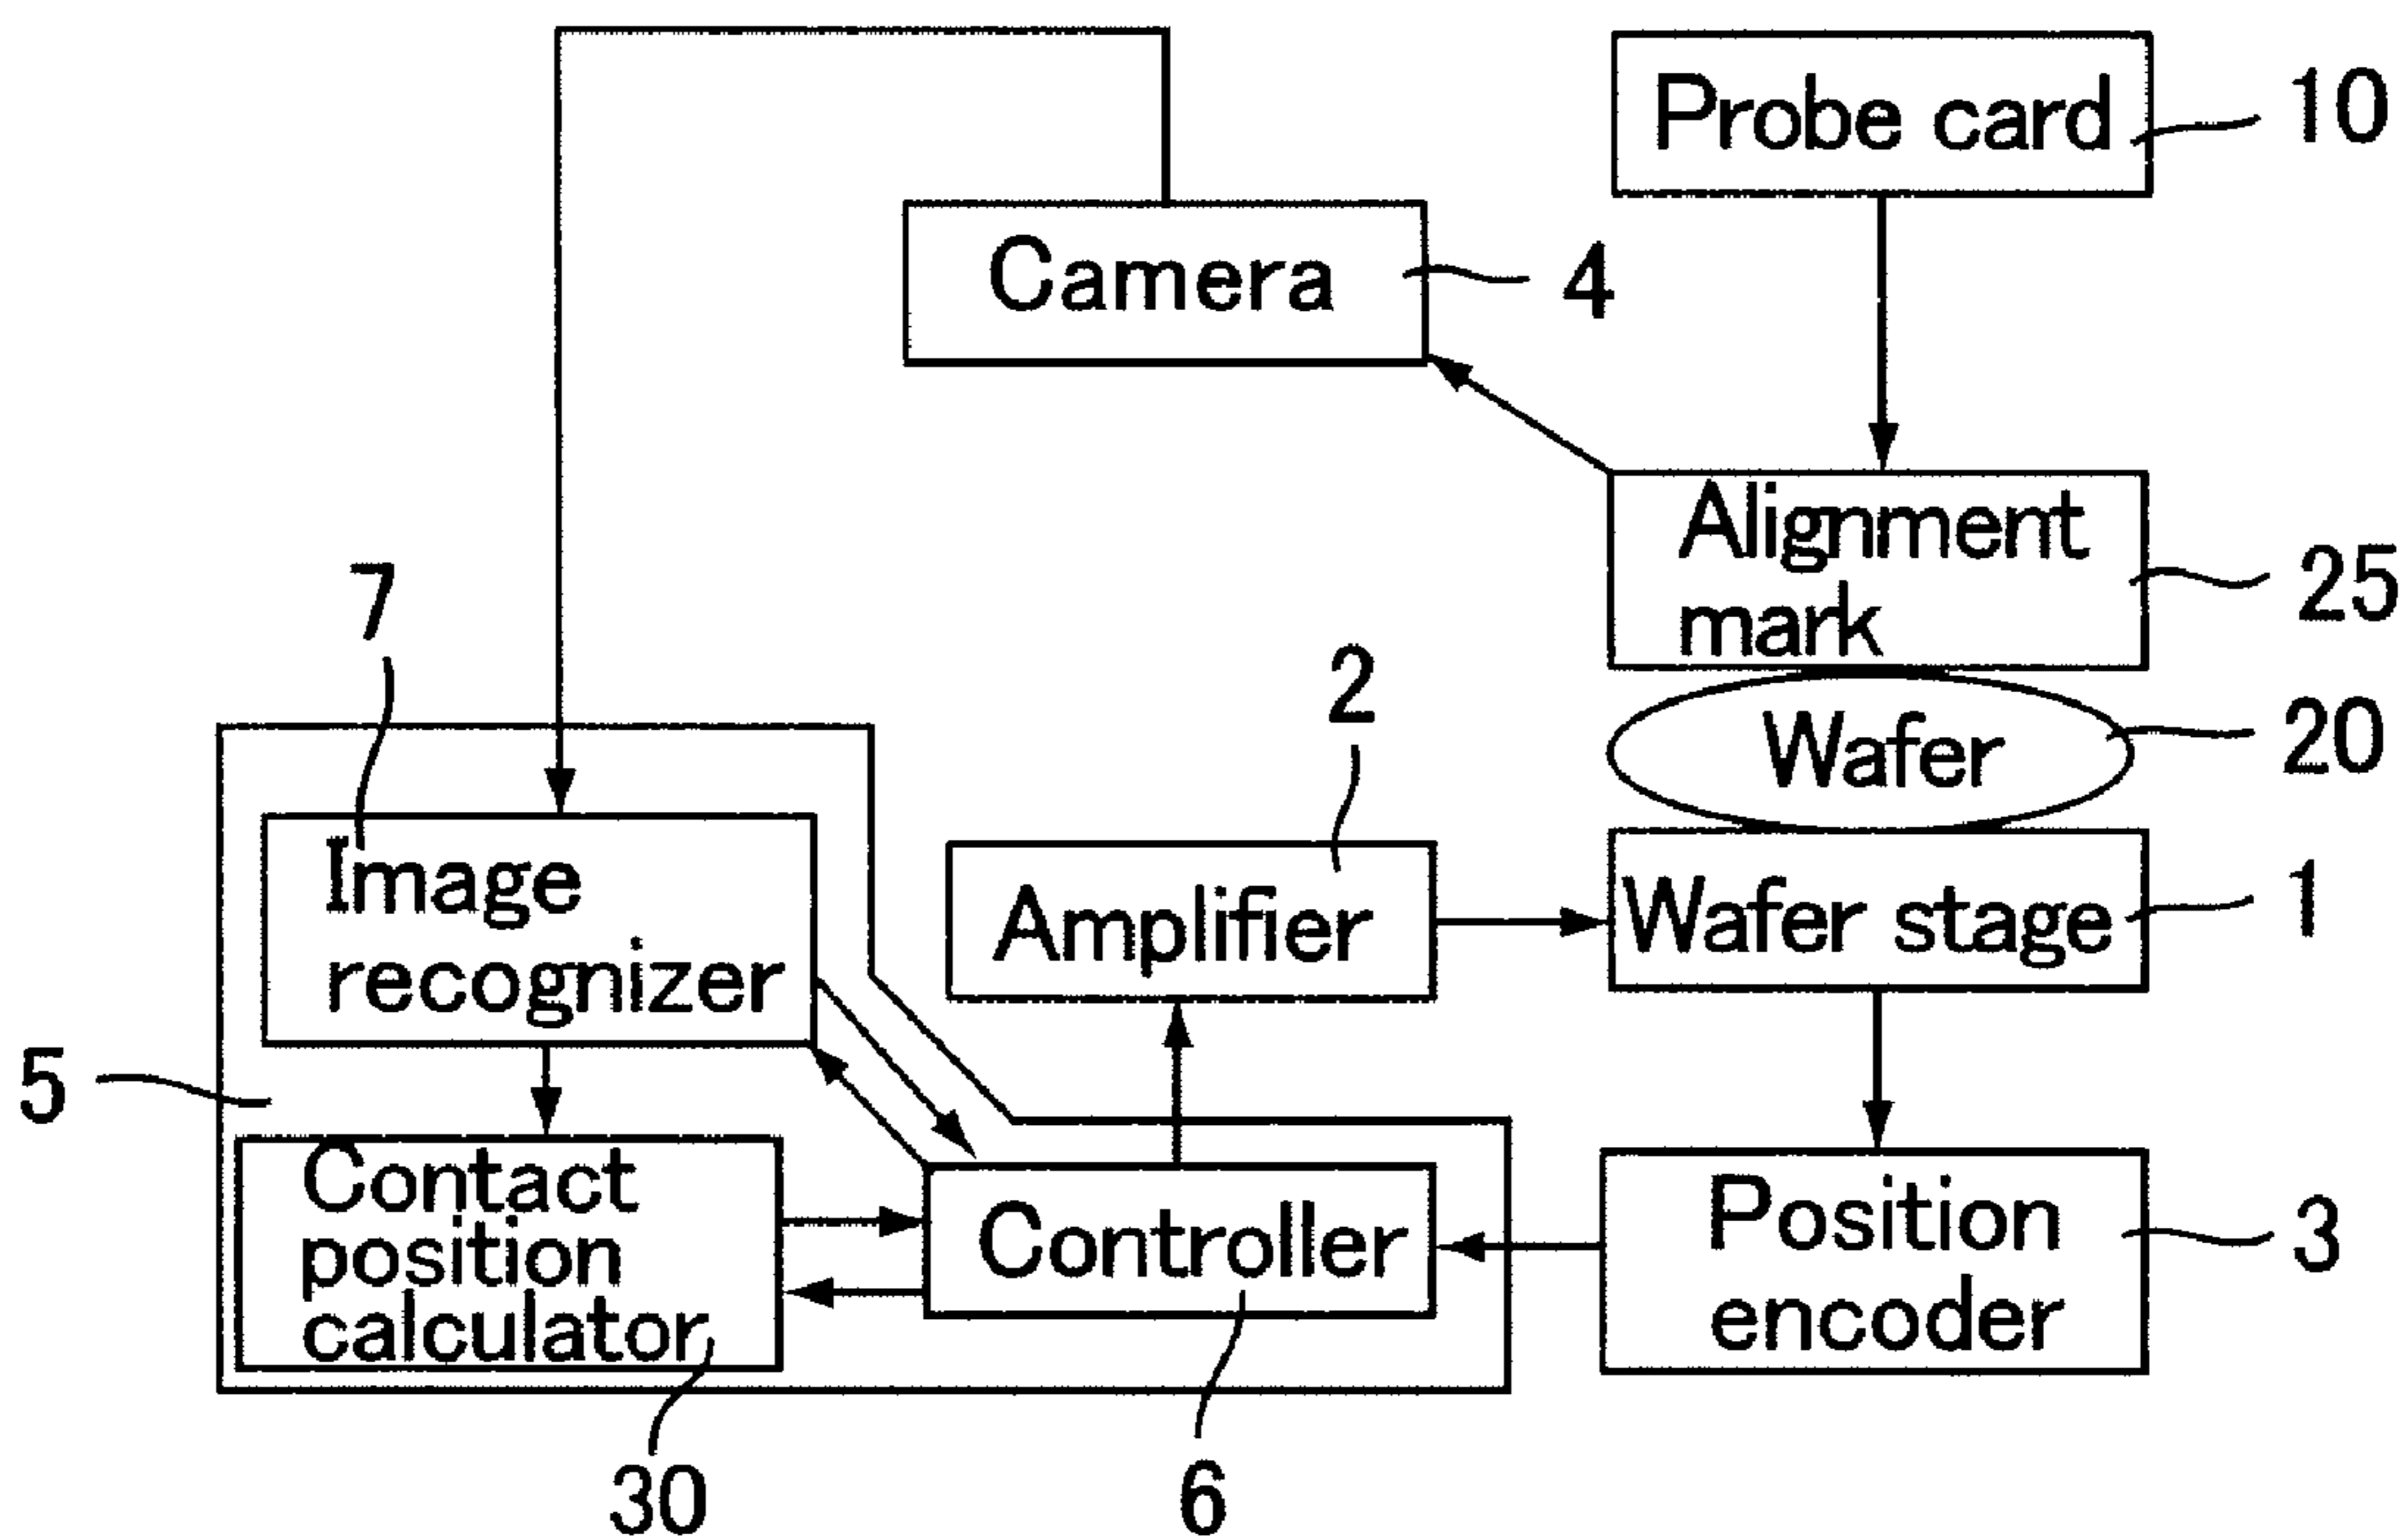 Probe card
10
Camera
4
Alignment
mark
25
7
2
Wafer
20
Image
recognizer
Amplifier
Wafer stage
1
5
Contact
position
calculator
Controller
Position
encoder
3
30
6